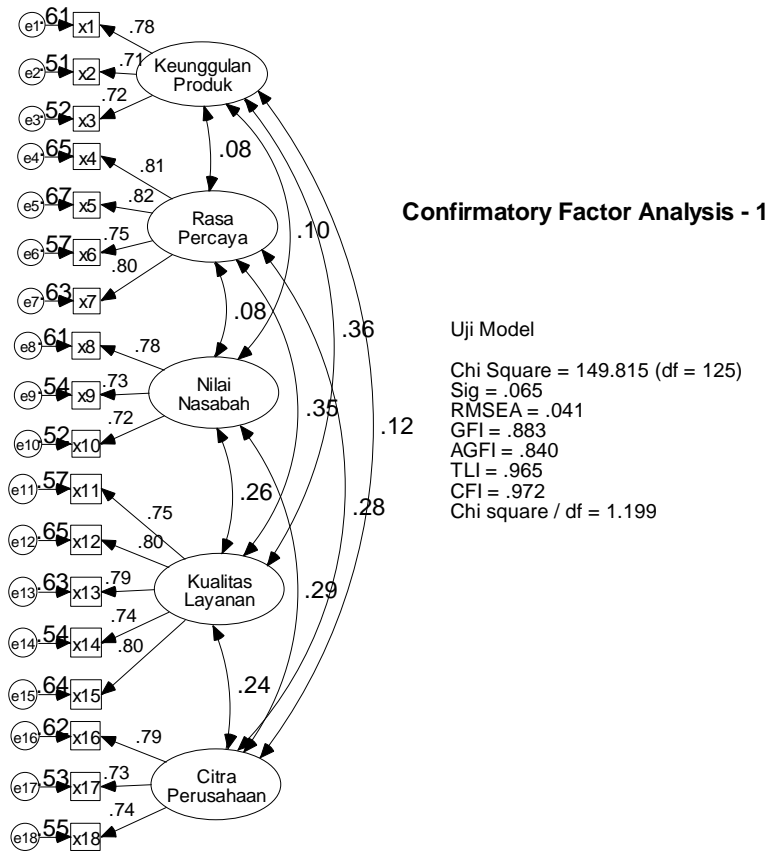 e1 .61 x1 .78
e2 .51 x2 .71
e3 .52 x3 .72
Keunggulan
Produk
.08
e4 .65 x4 .81
e5 .67 x5 .82
e6 .57 x6 .75
e7 .63 x7 .80
Rasa
Percaya
Confirmatory Factor Analysis - 1
.10
.08
.36
e8 .61 x8 .78
e9 .54 x9 .73
e10 .52 x10 .72
Nilai
Nasabah
.35
.12
.26
.28
Uji Model
Chi Square = 149.815 (df = 125)
Sig = .065
RMSEA = .041
GFI = .883
AGFI = .840
TLI = .965
CFI = .972
Chi square / df = 1.199
e11 .57 x11 .75
e12 .65 x12 .80
e13 .63 x13 .79
e14 .54 x14 .74
e15 .64 x15 .80
Kualitas
Layanan
.29
.24
e16 .62 x16 .79
e17 .53 x17 .73
e18 .55 x18 .74
Citra
Perusahaan